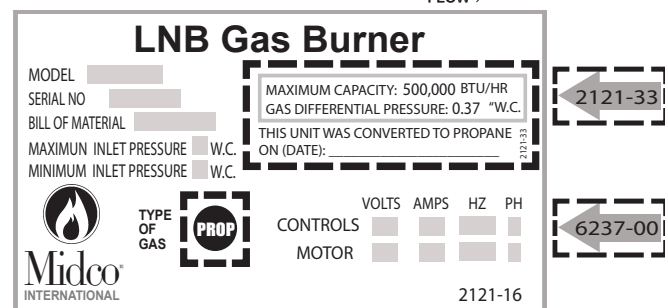 LNB Gas Burner
MODEL
SERIAL NO
BILL OF MATERIAL
MAXIMUN INLET PRESSURE W.C.
MINIMUM INLET PRESSURE W.C.
MAXIMUM CAPACITY: 500,000 BTU/HR
GAS DIFFERENTIAL PRESSURE: 0.37 "W.C.
THIS UNIT WAS CONVERTED TO PROPANE
ON (DATE): ____________________
2121-33
2121-33
TYPE
OF
GAS
PROP
VOLTS AMPS HZ PH
CONTROLS
MOTOR
6237-00
Midco®
INTERNATIONAL
2121-16